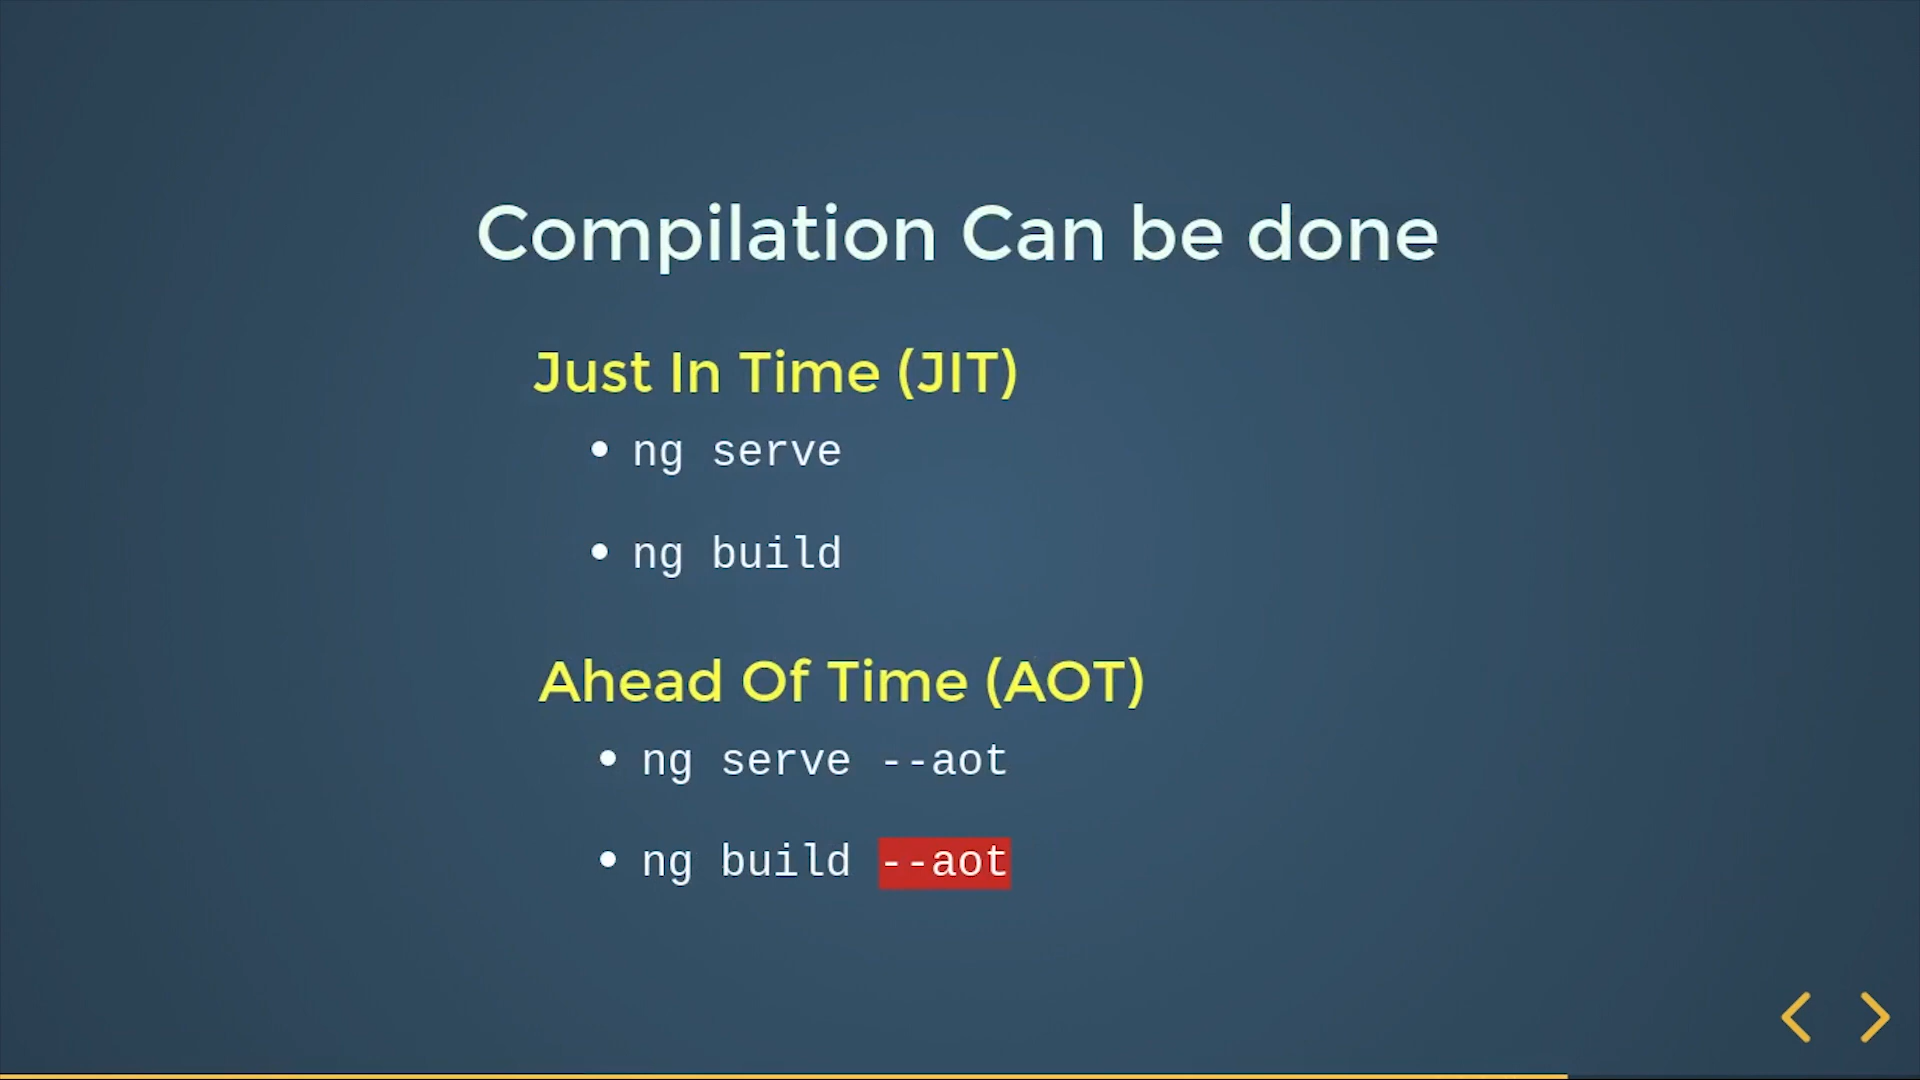 Compilation Can be done
Just In Time (JIT)
• ng serve
• ng build
Ahead Of Time (AOT)
• ng serve --aot
• ng build --aot